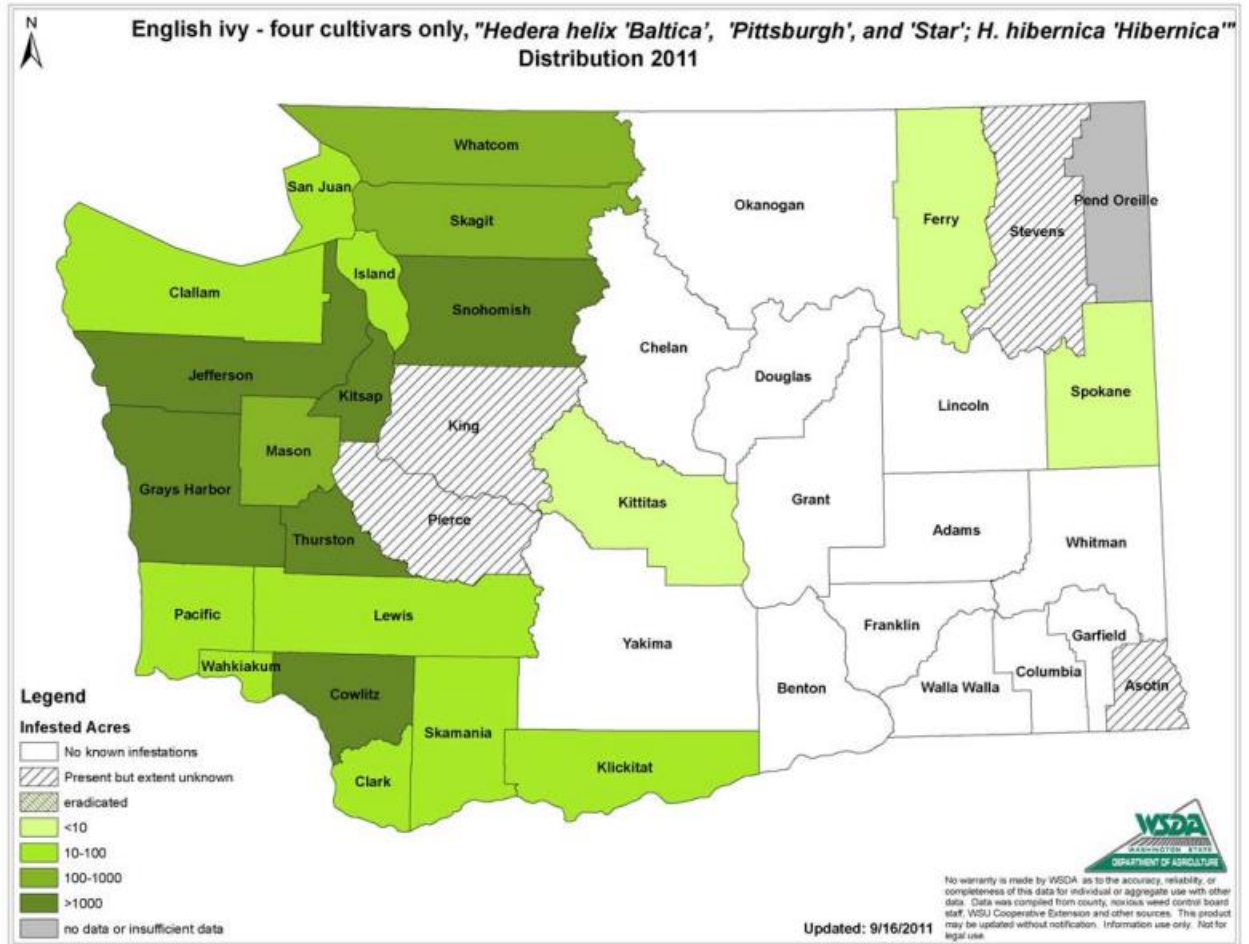 N
English ivy - four cultivars only, "Hedera helix 'Baltica', 'Pittsburgh', and 'Star'; H. hibernica 'Hibernica'"
Distribution 2011
Whatcom
San Juan
Skagit
Okanogan
Ferry
Stevens
Pend Oreille
Island
Clallam
Snohomish
Chelan
Jefferson
Kitsap
Douglas
Lincoln
Spokane
King
Mason
Grays Harbor
Kittitas
Grant
Pierce
Thurston
Adams
Whitman
Pacific
Lewis
Yakima
Franklin
Garfield
Wahkiakum
Cowlitz
Benton
Walla Walla
Columbia
Asotin
Skamania
Clark
Klickitat
Legend
Infested Acres
No known infestations
Present but extent unknown
eradicated
<10
10-100
100-1000
>1000
no data or insufficient data
WSDA
WASHINGTON STATE
DEPARTMENT OF AGRICULTURE
No warranty is made by WSDA as to the accuracy, reliability, or
completeness of this data for individual or aggregate use with other
data. Data was compiled from county, noxious weed control board
staff, WSU Cooperative Extension and other sources. This product
may be updated without notification. Information use only. Not for
legal use.
Updated: 9/16/2011